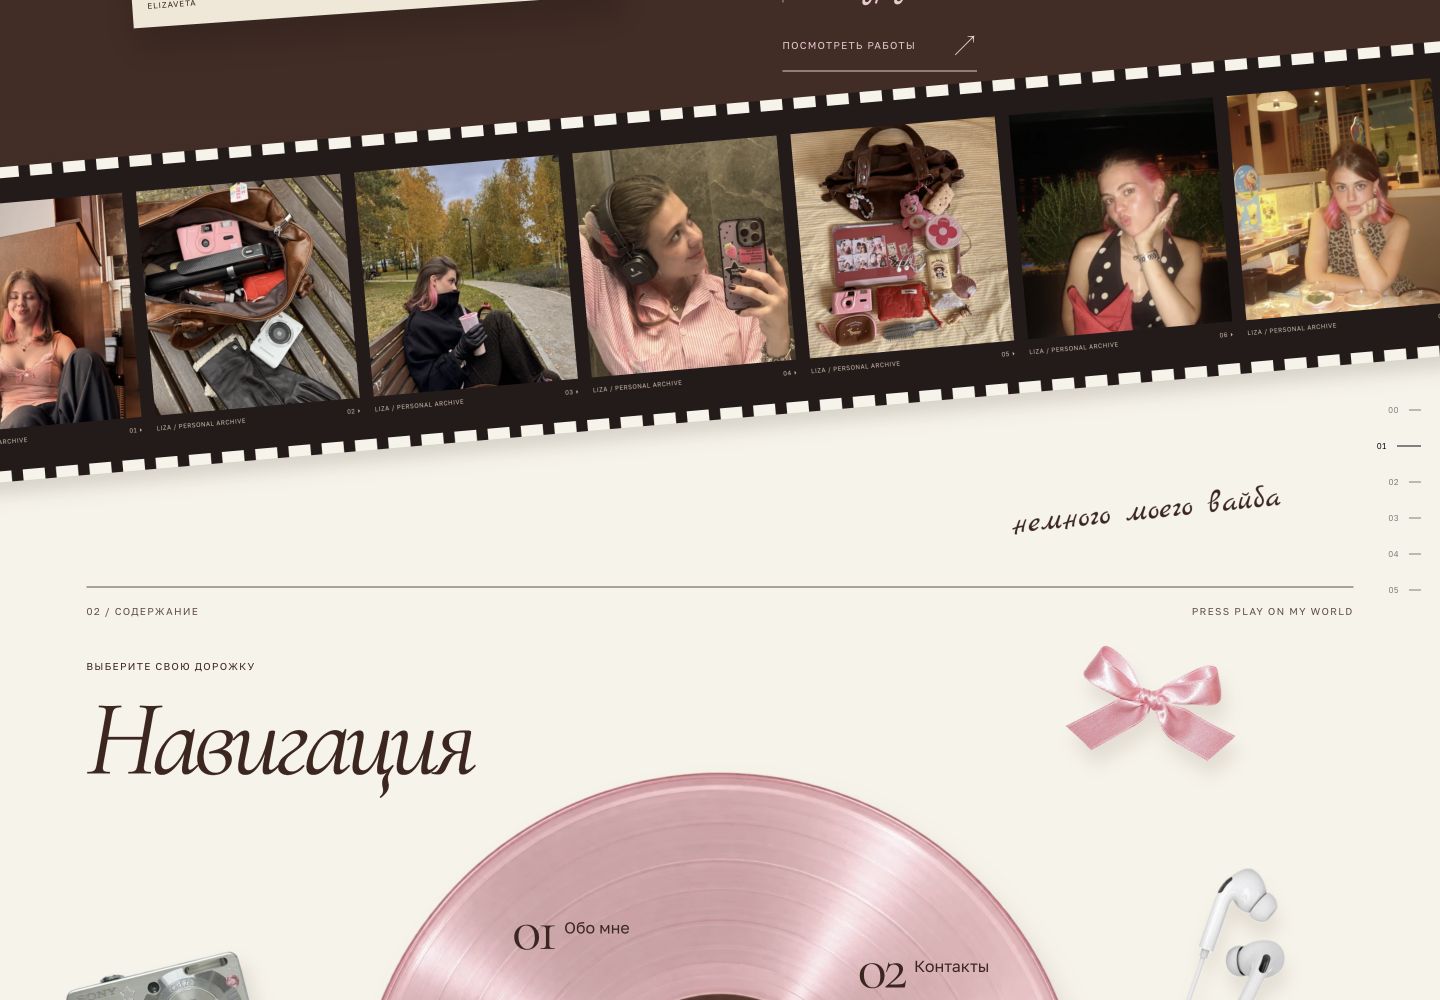 ELIZAVETA
ПОСМОТРЕТЬ РАБОТЫ
ARCHIVE
01
LIZA / PERSONAL ARCHIVE
02
LIZA / PERSONAL ARCHIVE
03
LIZA / PERSONAL ARCHIVE
04
LIZA / PERSONAL ARCHIVE
05
LIZA / PERSONAL ARCHIVE
06
LIZA / PERSONAL ARCHIVE
00
01
02
03
04
05
немного моего вайба
02 / СОДЕРЖАНИЕ
PRESS PLAY ON MY WORLD
ВЫБЕРИТЕ СВОЮ ДОРОЖКУ
Навигация
01 Обо мне
02 Контакты
SONY